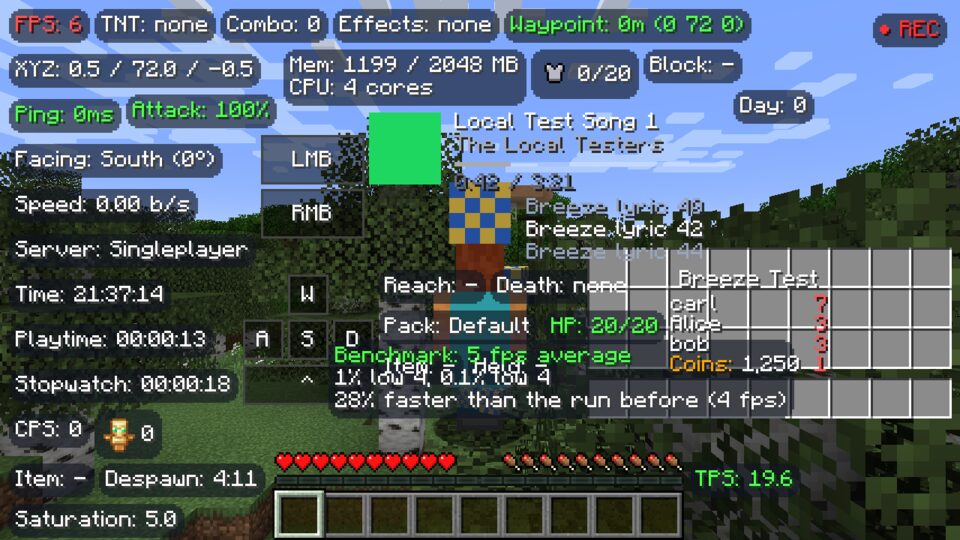 FPS: 6 TNT: none Combo: 0 Effects: none Waypoint: 0m (0 72 0) REC
XYZ: 0.5 / 72.0 / -0.5
Mem: 1199 / 2048 MB
CPU: 4 cores
0/20
Block: -
Day: 0
Ping: 0ms Attack: 100%
Local Test Song 1
The Local Testers
0:42 / 3:21
Facing: South (0°)
LMB
Speed: 0.00 b/s
RMB
Breeze lyric 40
Breeze lyric 42
Breeze lyric 44
Server: Singleplayer
Reach: - Death: none
Breeze Test
Time: 21:37:14
W
carl 7
Alice 3
bob 3
Coins: 1,250 1
Pack: Default HP: 20/20
Playtime: 00:00:13
A S D
Benchmark: 5 fps average
Item: - Held: -
1% low 4, 0.1% low 4
28% faster than the run before (4 fps)
Stopwatch: 00:00:18
^
CPS: 0
0
Item: - Despawn: 4:11
TPS: 19.6
Saturation: 5.0